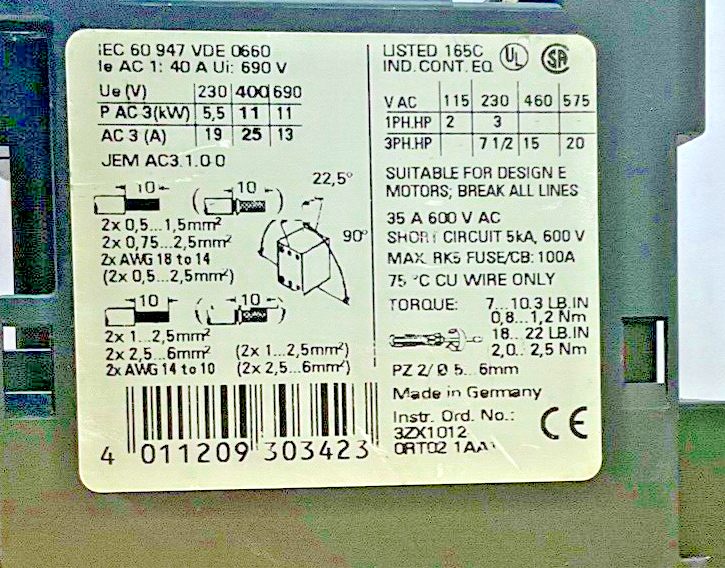 IEC 60 947 VDE 0660
Ie AC 1: 40 A Ui: 690 V
Ue (V) 230 400 690
P AC 3(kW) 5,5 11 11
AC 3 (A) 19 25 13
JEM AC3.1.0-0
10 (10)
22,5°
90°
2x 0,5...1,5mm²
2x 0,75...2,5mm²
2x AWG 18 to 14
(2x 0,5...2,5mm²)
10 (10)
2x 1...2,5mm²
2x 2,5...6mm² (2x 1...2,5mm²)
2x AWG 14 to 10 (2x 2,5...6mm²)
4 011209 303423
LISTED 165C UL SA
IND. CONT. EQ.
V AC 115 230 460 575
1PH.HP 2 3
3PH.HP - 7 1/2 15 20
SUITABLE FOR DESIGN E
MOTORS; BREAK ALL LINES
35 A 600 V AC
SHORT CIRCUIT 5kA, 600 V
MAX. RK5 FUSE/CB: 100A
75 °C CU WIRE ONLY
TORQUE: 7...10.3 LB.IN
0,8...1,2 Nm
18...22 LB.IN
2,0...2,5 Nm
PZ 2/Ø 5...6mm
Made in Germany
Instr. Ord. No.:
3ZX1012
0RT02 1AA1
CE